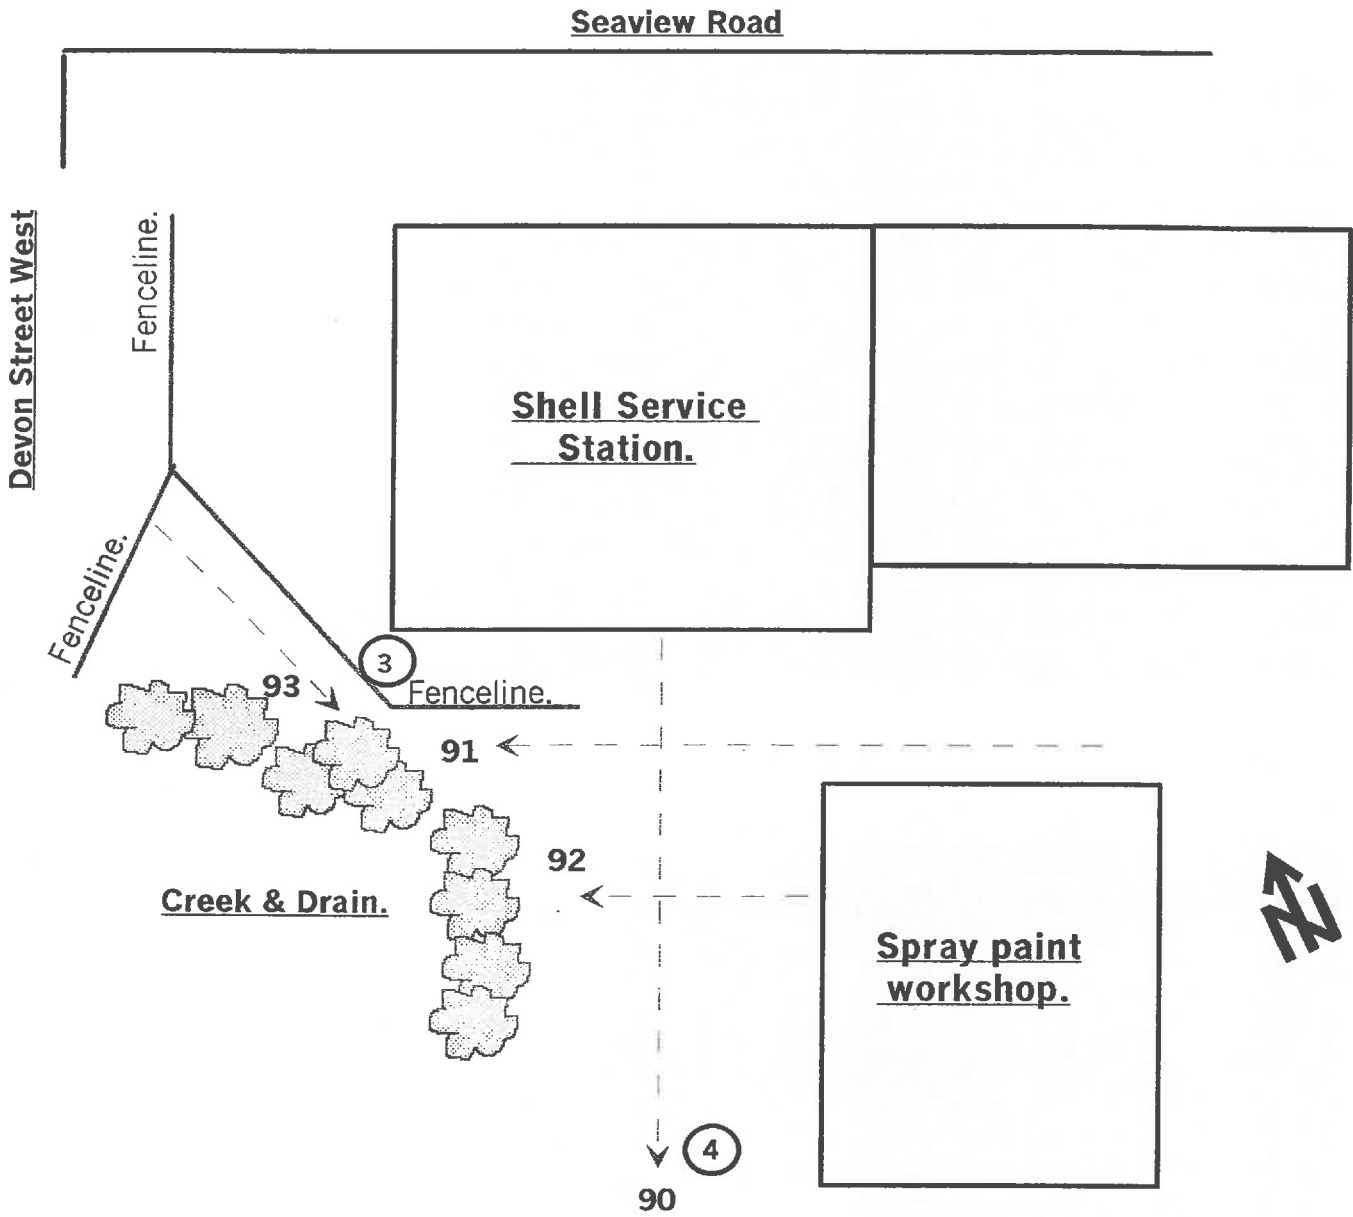 Seaview Road
Devon Street West
Fenceline.
Shell Service
Station.
Fenceline.
3
93
Fenceline.
91
92
Creek & Drain.
Spray paint
workshop.
N
4
90